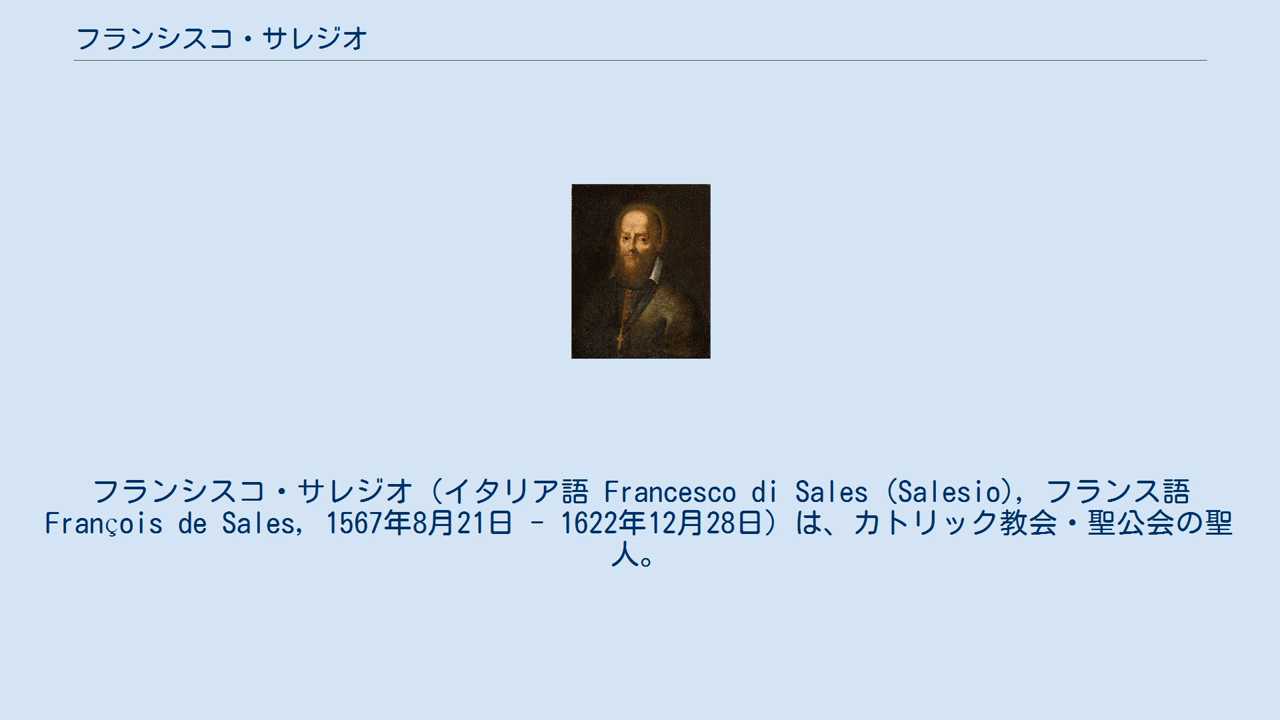 フランシスコ・サレジオ
フランシスコ・サレジオ（イタリア語 Francesco di Sales (Salesio), フランス語
François de Sales, 1567年8月21日 - 1622年12月28日）は、カトリック教会・聖公会の聖
人。